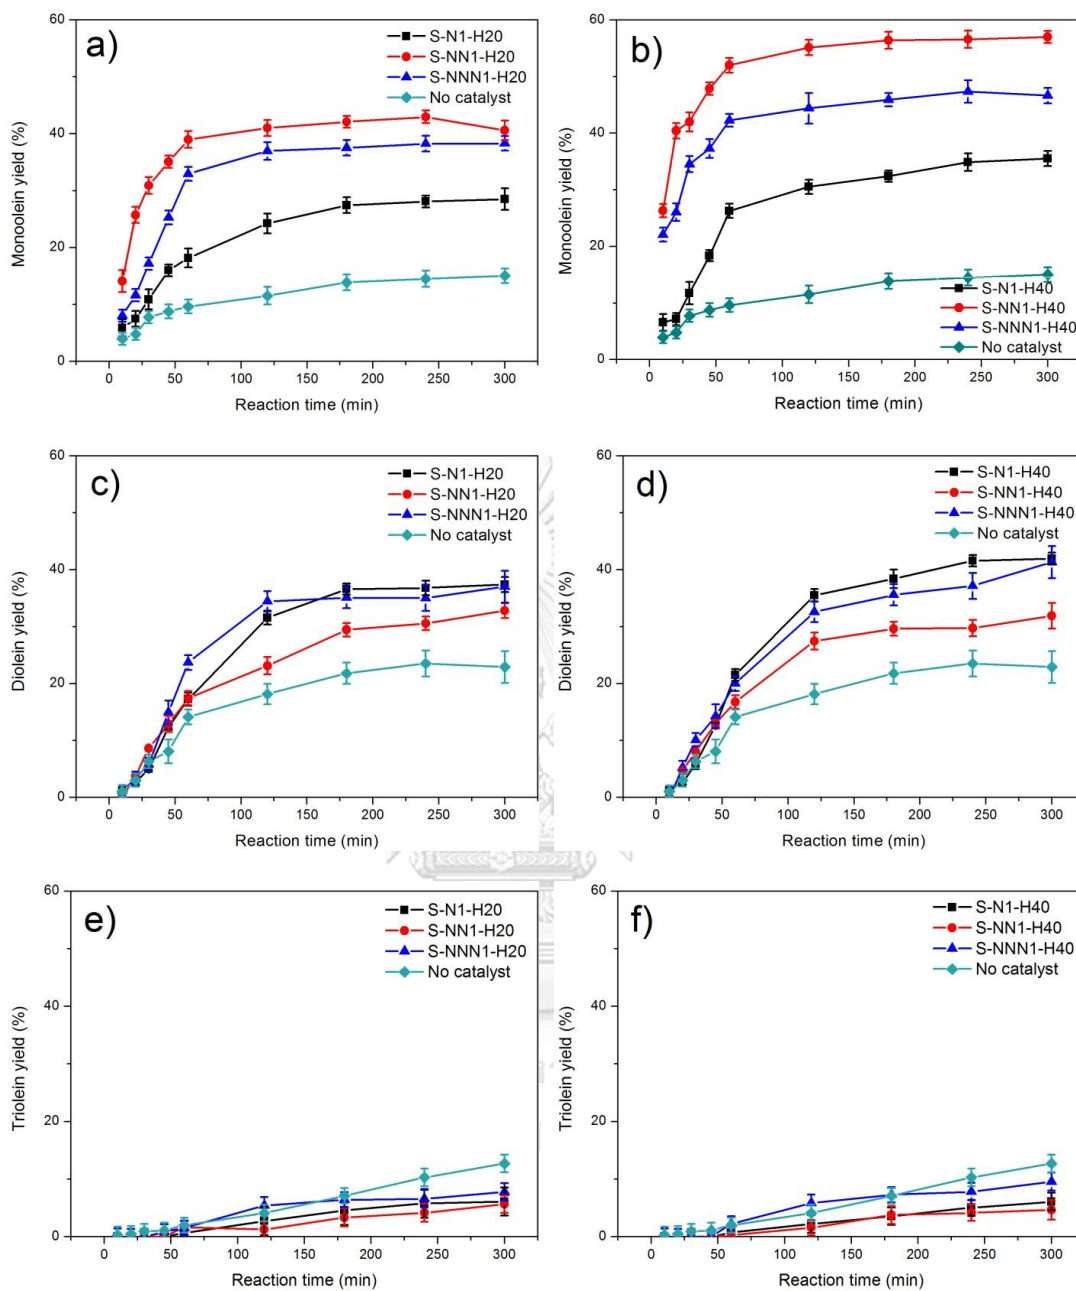 a)
S-N1-H20
S-NN1-H20
S-NNN1-H20
No catalyst
Monoolein yield (%)
60
40
20
0
0 50 100 150 200 250 300
Reaction time (min)
b)
Monoolein yield (%)
60
40
20
0
S-N1-H40
S-NN1-H40
S-NNN1-H40
No catalyst
0 50 100 150 200 250 300
Reaction time (min)
c)
S-N1-H20
S-NN1-H20
S-NNN1-H20
No catalyst
Diolein yield (%)
60
40
20
0
0 50 100 150 200 250 300
Reaction time (min)
d)
S-N1-H40
S-NN1-H40
S-NNN1-H40
No catalyst
Diolein yield (%)
60
40
20
0
0 50 100 150 200 250 300
Reaction time (min)
e)
S-N1-H20
S-NN1-H20
S-NNN1-H20
No catalyst
Triolein yield (%)
60
40
20
0
0 50 100 150 200 250 300
Reaction time (min)
f)
S-N1-H40
S-NN1-H40
S-NNN1-H40
No catalyst
Triolein yield (%)
60
40
20
0
0 50 100 150 200 250 300
Reaction time (min)